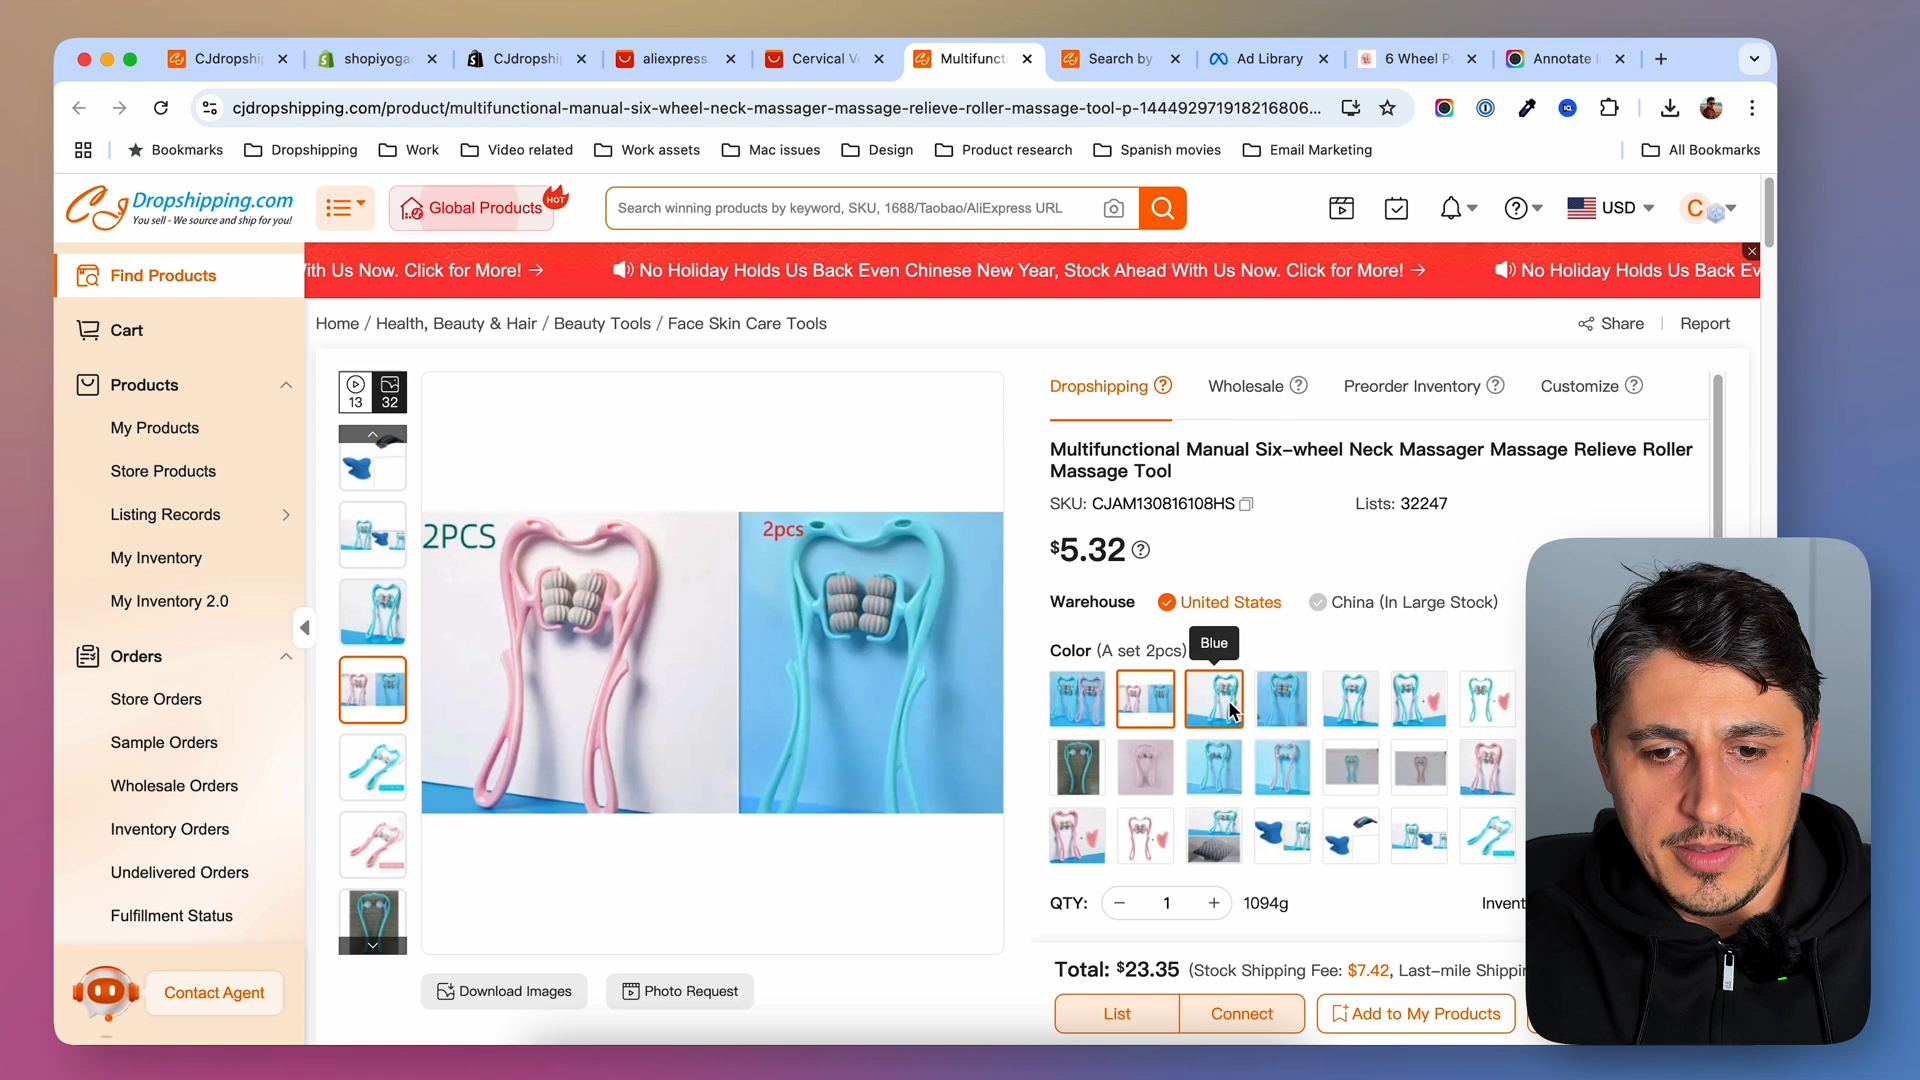 CJdropshi
shopiyoga
CJdropshi
aliexpress.
Cervical V
Multifunct
Search by
Ad Library
6 Wheel P
Annotate I
cjdropshipping.com/product/multifunctional-manual-six-wheel-neck-massager-massage-relieve-roller-massage-tool-p-144492971918216806...
Bookmarks
Dropshipping
Work
Video related
Work assets
Mac issues
Design
Product research
Spanish movies
Email Marketing
All Bookmarks
CJ Dropshipping.com
You sell - We source and ship for you!
Global Products
HOT
Search winning products by keyword, SKU, 1688/Taobao/AliExpress URL
USD
C
Find Products
ith Us Now. Click for More! →
No Holiday Holds Us Back Even Chinese New Year, Stock Ahead With Us Now. Click for More! →
No Holiday Holds Us Back Ev
Cart
Products
My Products
Store Products
Listing Records
My Inventory
My Inventory 2.0
Orders
Store Orders
Sample Orders
Wholesale Orders
Inventory Orders
Undelivered Orders
Fulfillment Status
Contact Agent
Home / Health, Beauty & Hair / Beauty Tools / Face Skin Care Tools
Share
Report
13
32
2PCS
2pcs
Download Images
Photo Request
Dropshipping
Wholesale
Preorder Inventory
Customize
Multifunctional Manual Six-wheel Neck Massager Massage Relieve Roller
Massage Tool
SKU: CJAM130816108HS
Lists: 32247
$5.32
Warehouse
United States
China (In Large Stock)
Color (A set 2pcs)
Blue
QTY:
1
1094g
Invent
Total: $23.35 (Stock Shipping Fee: $7.42, Last-mile Shippin
List
Connect
Add to My Products